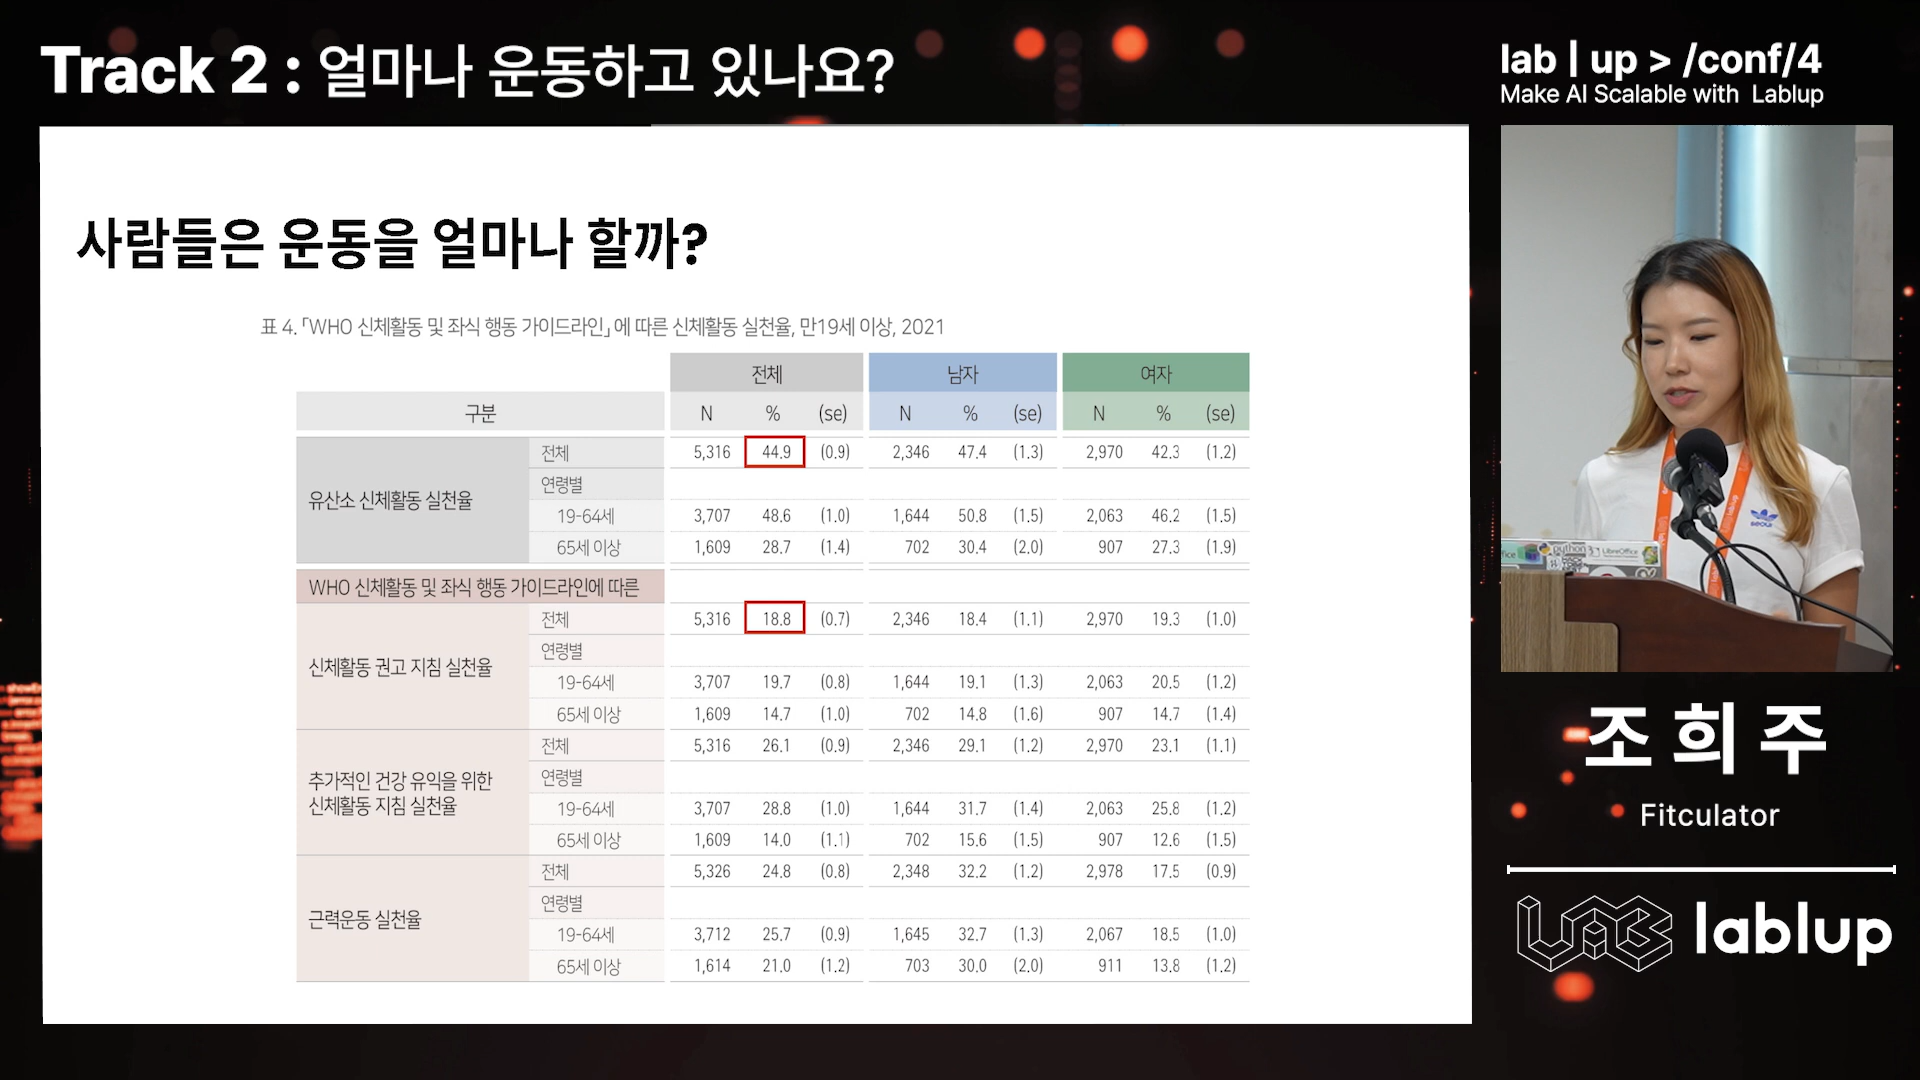 Track 2 : 얼마나 운동하고 있나요?
lab | up > /conf/4
Make AI Scalable with Lablup
사람들은 운동을 얼마나 할까?
표 4. 「WHO 신체활동 및 좌식 행동 가이드라인」에 따른 신체활동 실천율, 만19세 이상, 2021
전체 남자 여자
구분 N % (se) N % (se) N % (se)
유산소 신체활동 실천율
전체 5,316 44.9 (0.9) 2,346 47.4 (1.3) 2,970 42.3 (1.2)
연령별
19-64세 3,707 48.6 (1.0) 1,644 50.8 (1.5) 2,063 46.2 (1.5)
65세 이상 1,609 28.7 (1.4) 702 30.4 (2.0) 907 27.3 (1.9)
WHO 신체활동 및 좌식 행동 가이드라인에 따른
신체활동 권고 지침 실천율
전체 5,316 18.8 (0.7) 2,346 18.4 (1.1) 2,970 19.3 (1.0)
연령별
19-64세 3,707 19.7 (0.8) 1,644 19.1 (1.3) 2,063 20.5 (1.2)
65세 이상 1,609 14.7 (1.0) 702 14.8 (1.6) 907 14.7 (1.4)
추가적인 건강 유익을 위한
신체활동 지침 실천율
전체 5,316 26.1 (0.9) 2,346 29.1 (1.2) 2,970 23.1 (1.1)
연령별
19-64세 3,707 28.8 (1.0) 1,644 31.7 (1.4) 2,063 25.8 (1.2)
65세 이상 1,609 14.0 (1.1) 702 15.6 (1.5) 907 12.6 (1.5)
근력운동 실천율
전체 5,326 24.8 (0.8) 2,348 32.2 (1.2) 2,978 17.5 (0.9)
연령별
19-64세 3,712 25.7 (0.9) 1,645 32.7 (1.3) 2,067 18.5 (1.0)
65세 이상 1,614 21.0 (1.2) 703 30.0 (2.0) 911 13.8 (1.2)
lablup
seoul
python
LibreOffice
조희주
Fitculator
lablup